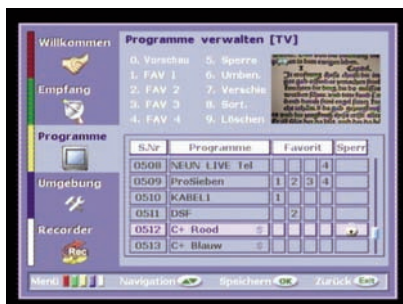 Willkommen
Empfang
Programme
Umgebung
Recorder
Rec
Programme verwalten [TV]
0. Vorschau 5. Sperre
1. FAV 1 6. Umben.
2. FAV 2 7. Verschie
3. FAV 3 8. Sort.
4. FAV 4 9. Löschen
S.Nr Programme Favorit Sperr
0508 NEUN LIVE Tel 4
0509 ProSieben 1 2 3 4
0510 KABEL1 1
0511 DSF 2
0512 C+ Rood $
0513 C+ Blauw $
Menü Navigation Speichern OK Zurück Exit